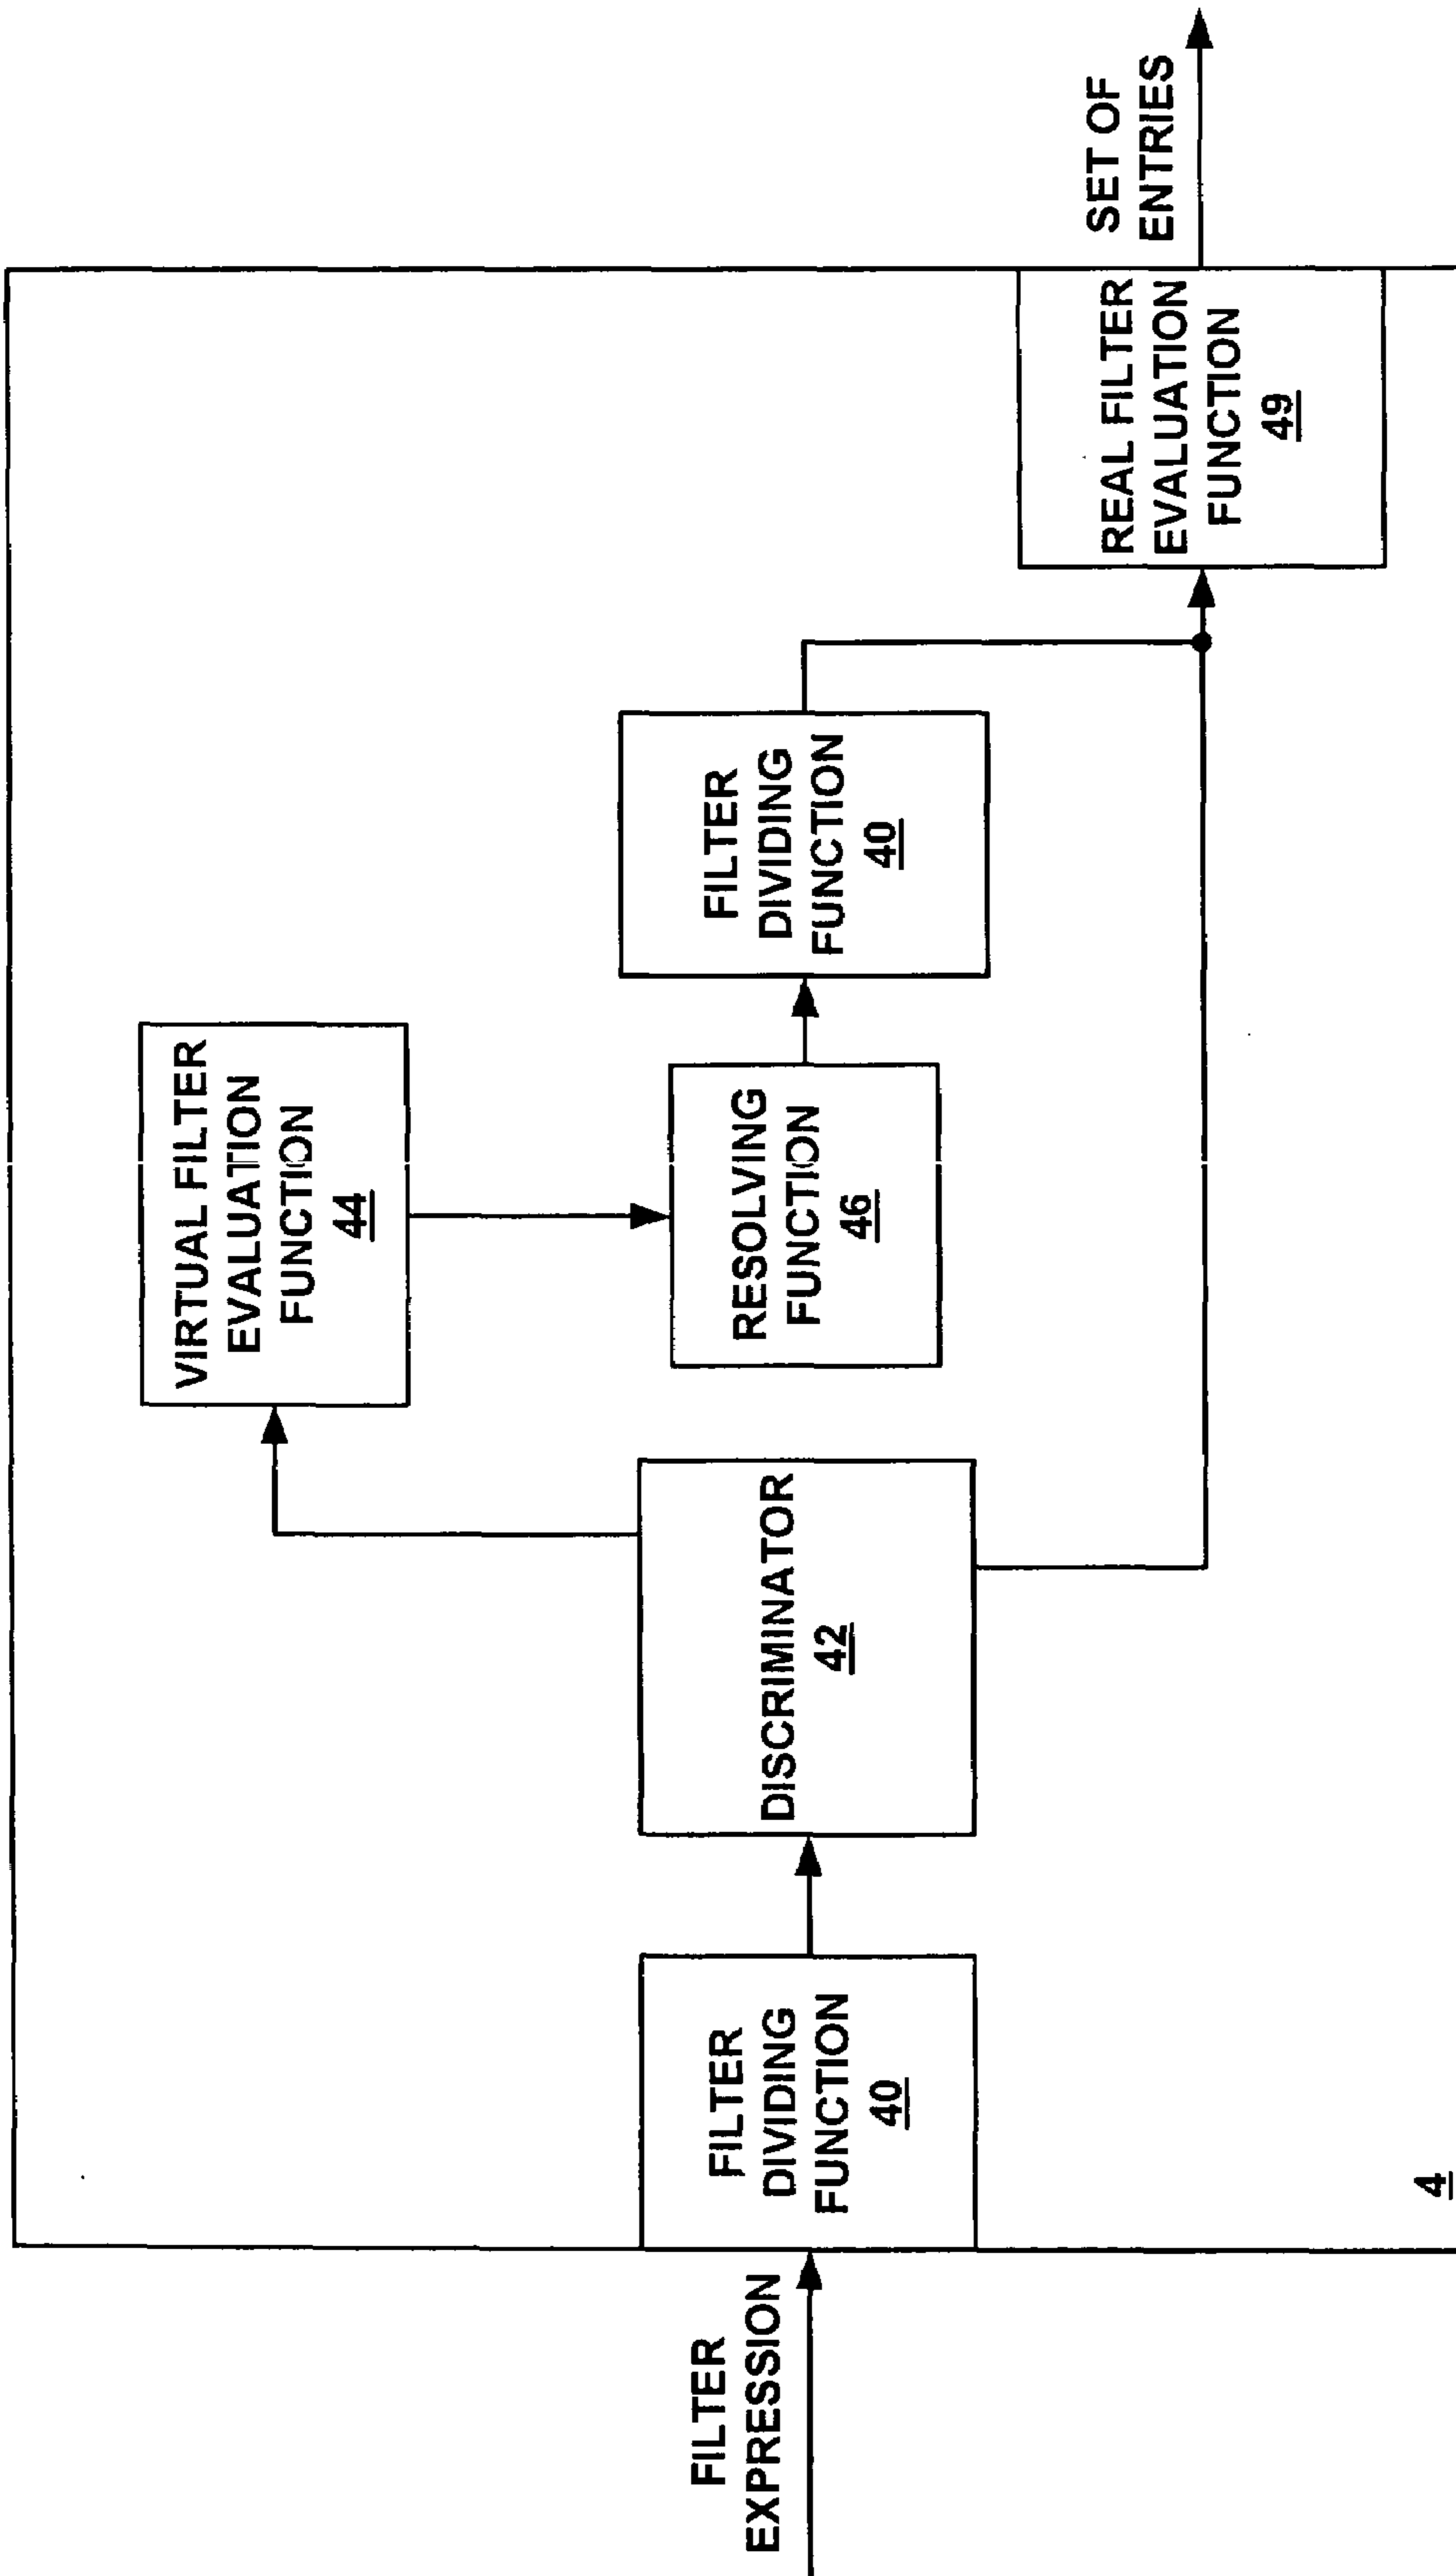 FILTER
EXPRESSION
FILTER
DIVIDING
FUNCTION
40
DISCRIMINATOR
42
VIRTUAL FILTER
EVALUATION
FUNCTION
44
RESOLVING
FUNCTION
46
FILTER
DIVIDING
FUNCTION
40
REAL FILTER
EVALUATION
FUNCTION
49
SET OF
ENTRIES
4